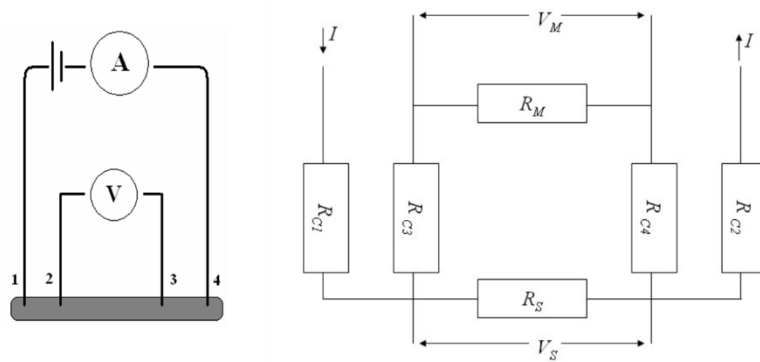 A
V
1 2 3 4
V_M
I I
R_M
R_C1 R_C3 R_C4 R_C2
R_S
V_S